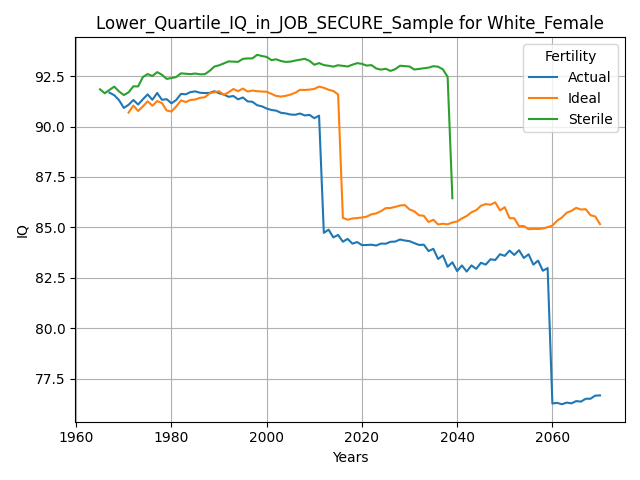 Lower_Quartile_IQ_in_JOB_SECURE_Sample for White_Female
Fertility
Actual
Ideal
Sterile
IQ
92.5
90.0
87.5
85.0
82.5
80.0
77.5
1960 1980 2000 2020 2040 2060
Years